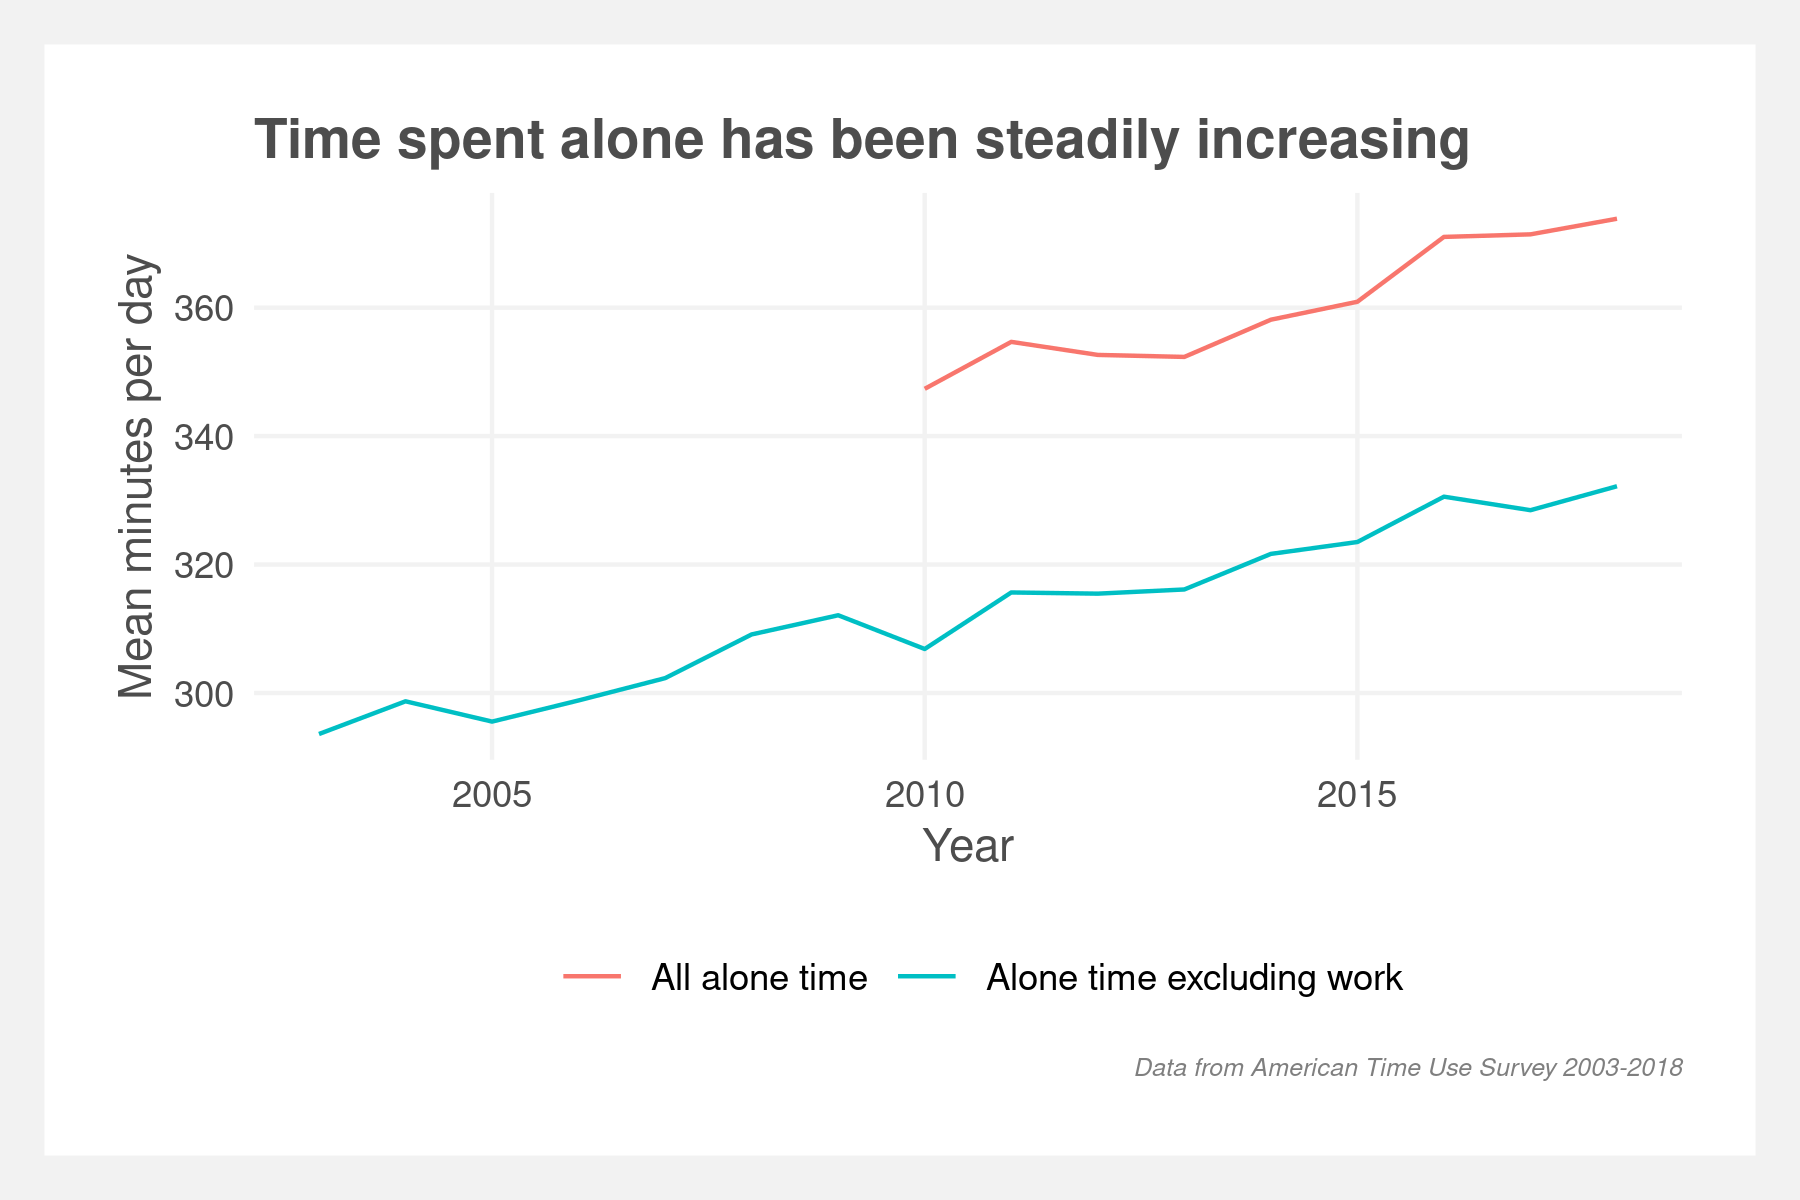 Time spent alone has been steadily increasing
Mean minutes per day
360
340
320
300
2005 2010 2015
Year
All alone time Alone time excluding work
Data from American Time Use Survey 2003-2018